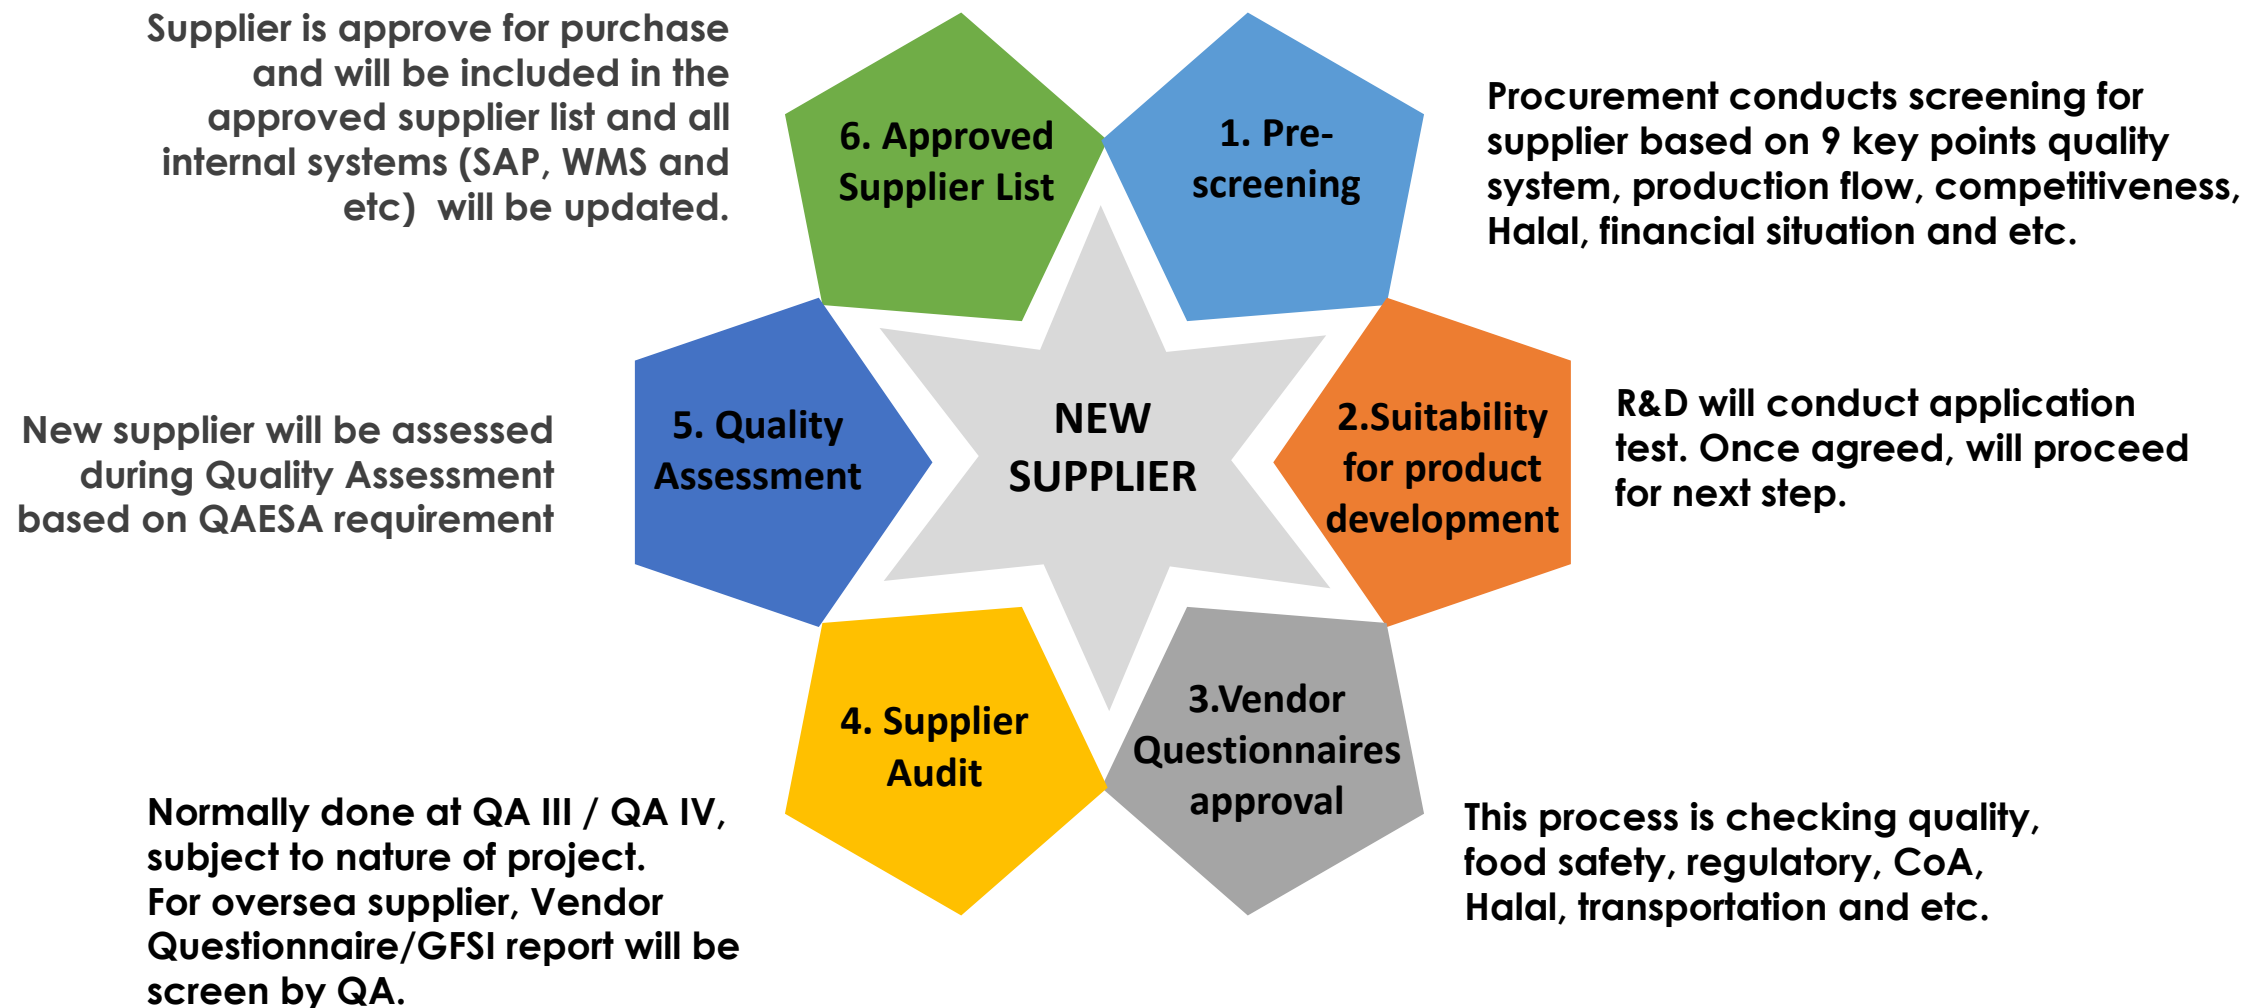 Supplier is approve for purchase
and will be included in the
approved supplier list and all
internal systems (SAP, WMS and
etc)  will be updated.
6. Approved
Supplier List
1. Pre-
screening
Procurement conducts screening for
supplier based on 9 key points quality
system, production flow, competitiveness,
Halal, financial situation and etc.
New supplier will be assessed
during Quality Assessment
based on QAESA requirement
5. Quality
Assessment
NEW
SUPPLIER
2.Suitability
for product
development
R&D will conduct application
test. Once agreed, will proceed
for next step.
Normally done at QA III / QA IV,
subject to nature of project.
For oversea supplier, Vendor
Questionnaire/GFSI report will be
screen by QA.
4. Supplier
Audit
3.Vendor
Questionnaires
approval
This process is checking quality,
food safety, regulatory, CoA,
Halal, transportation and etc.